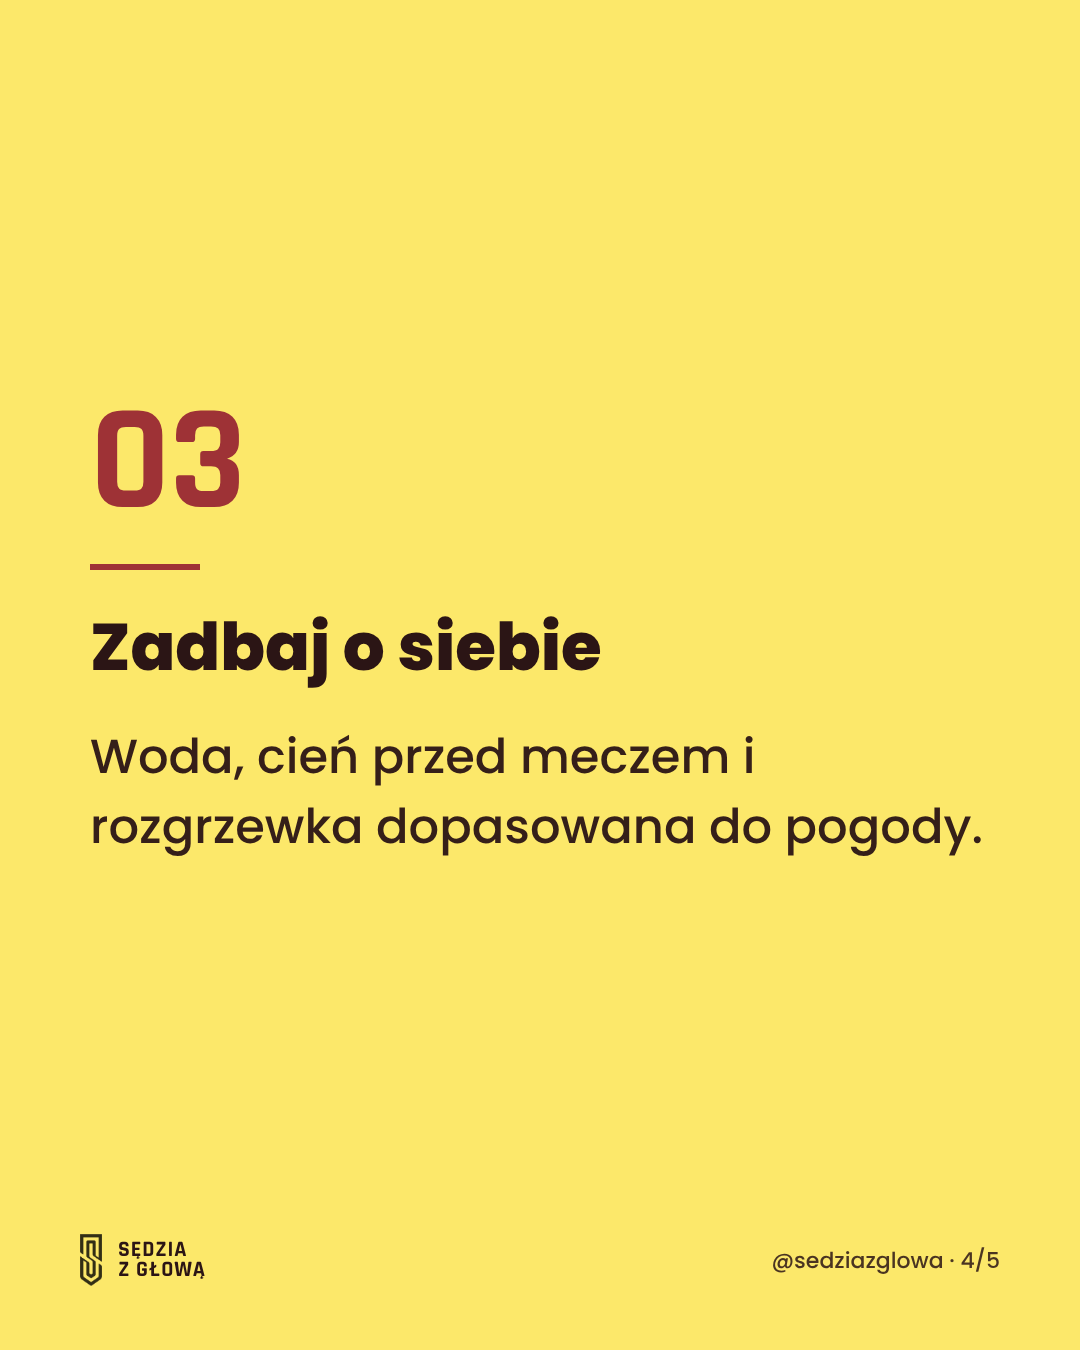 03
Zadbaj o siebie
Woda, cień przed meczem i
rozgrzewka dopasowana do pogody.
SĘDZIA
Z GŁOWĄ
@sedziazglowa · 4/5